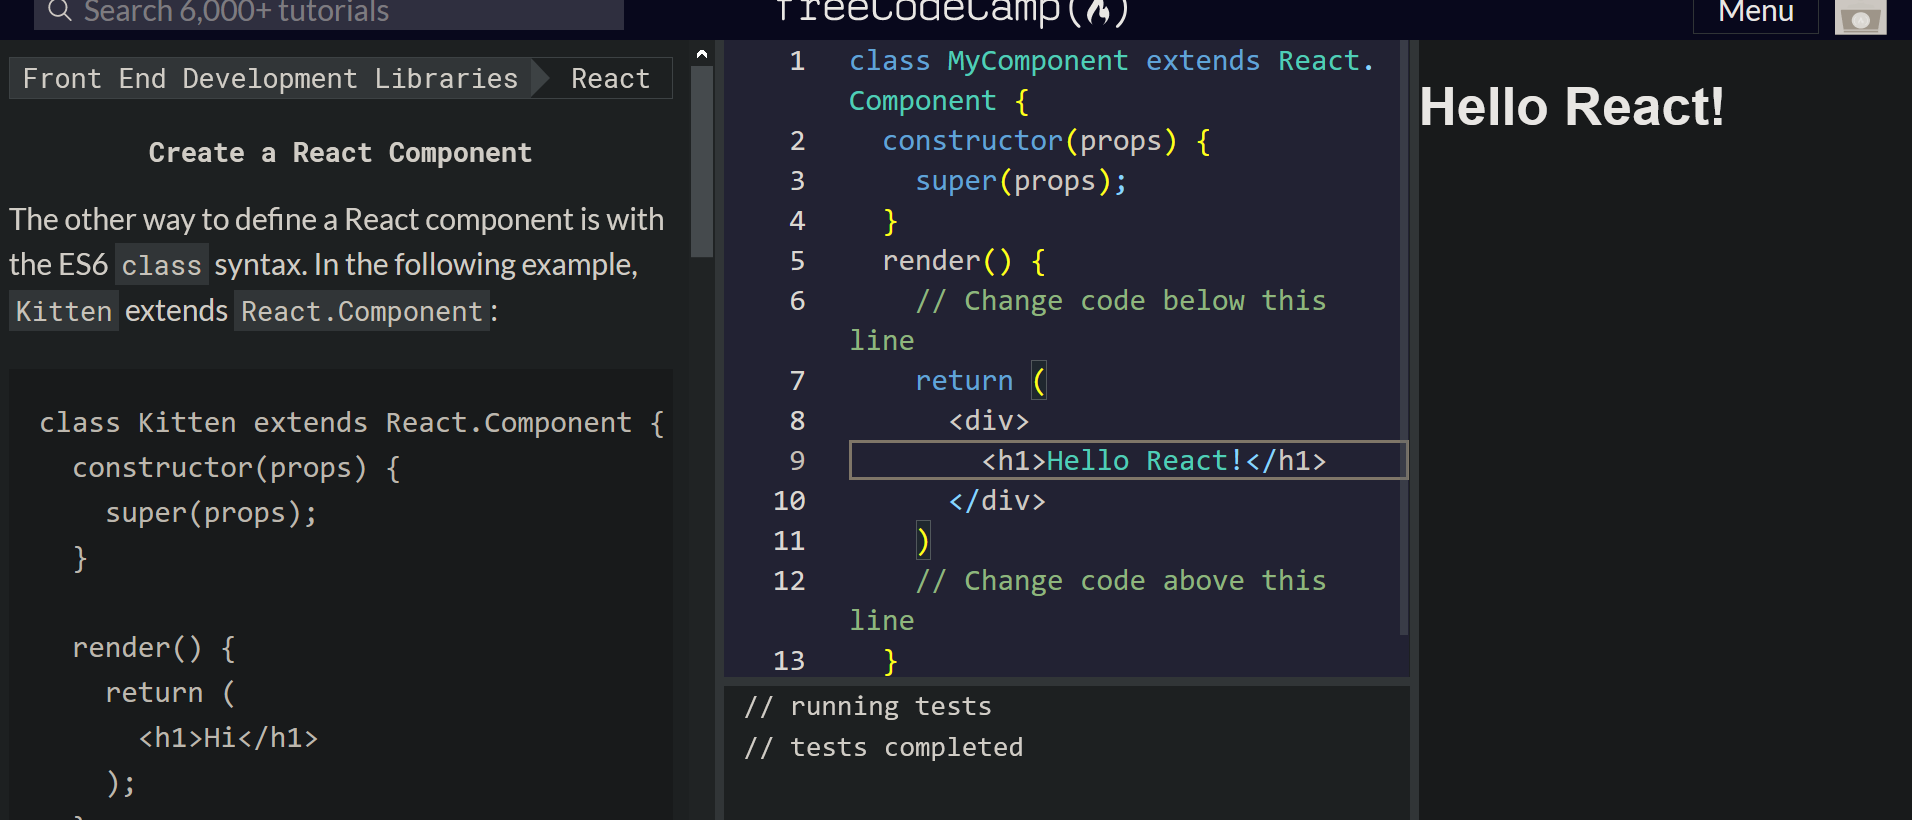 Search 6,000+ tutorials
freeCodeCamp
Menu
Front End Development Libraries
React
Create a React Component
The other way to define a React component is with
the ES6 class syntax. In the following example,
Kitten extends React.Component:
class Kitten extends React.Component {
  constructor(props) {
    super(props);
  }
  render() {
    return (
      <h1>Hi</h1>
    );
1 class MyComponent extends React.
Component {
2   constructor(props) {
3     super(props);
4   }
5   render() {
6     // Change code below this
line
7     return (
8       <div>
9         <h1>Hello React!</h1>
10       </div>
11     )
12     // Change code above this
line
13   }
// running tests
// tests completed
Hello React!